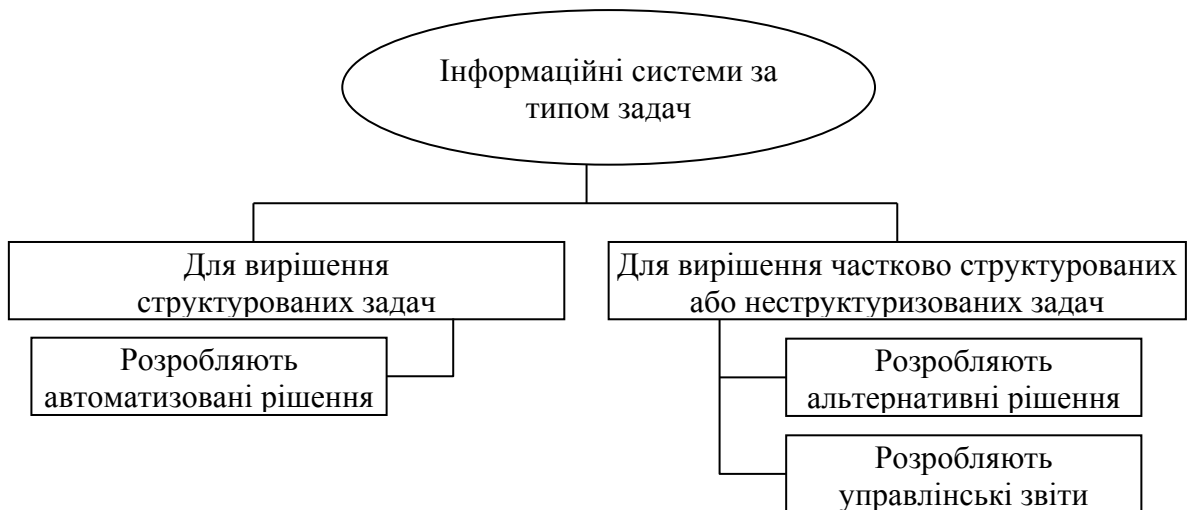 Інформаційні системи за
типом задач
Для вирішення
структурованих задач
Для вирішення частково структурованих
або неструктуризованих задач
Розробляють
автоматизовані рішення
Розробляють
альтернативні рішення
Розробляють
управлінські звіти